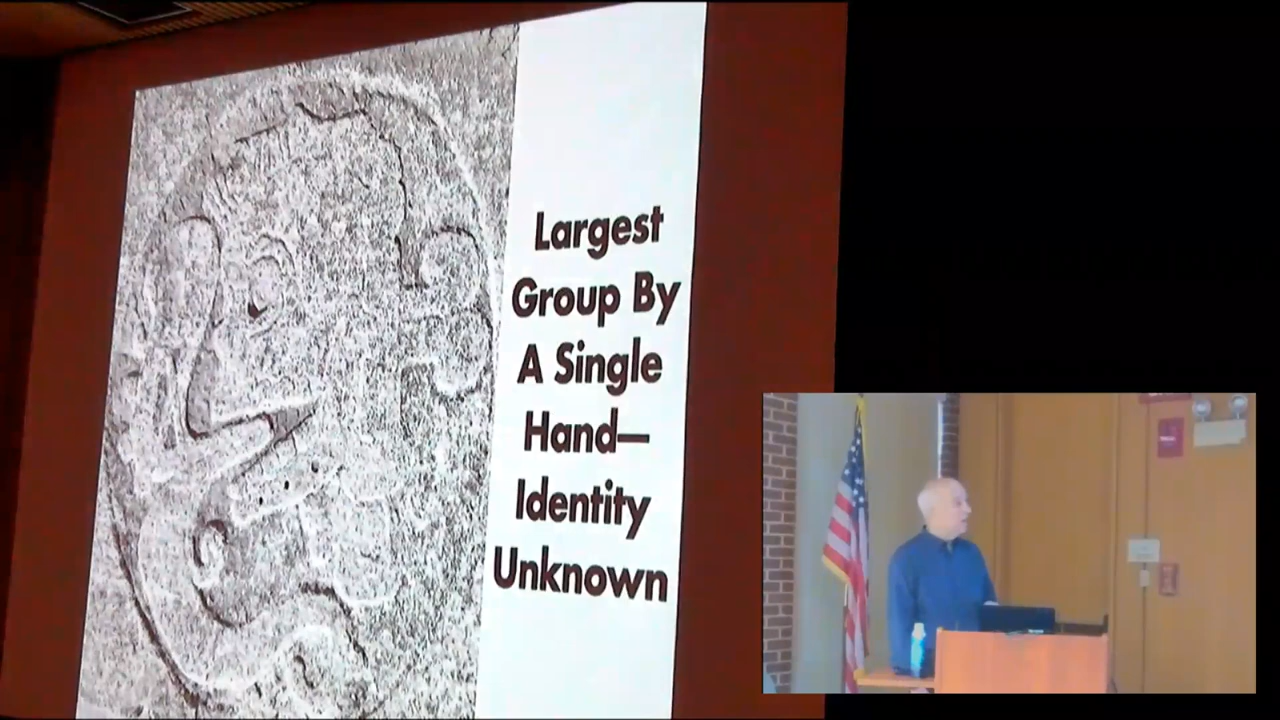 Largest
Group By
A Single
Hand—
Identity
Unknown